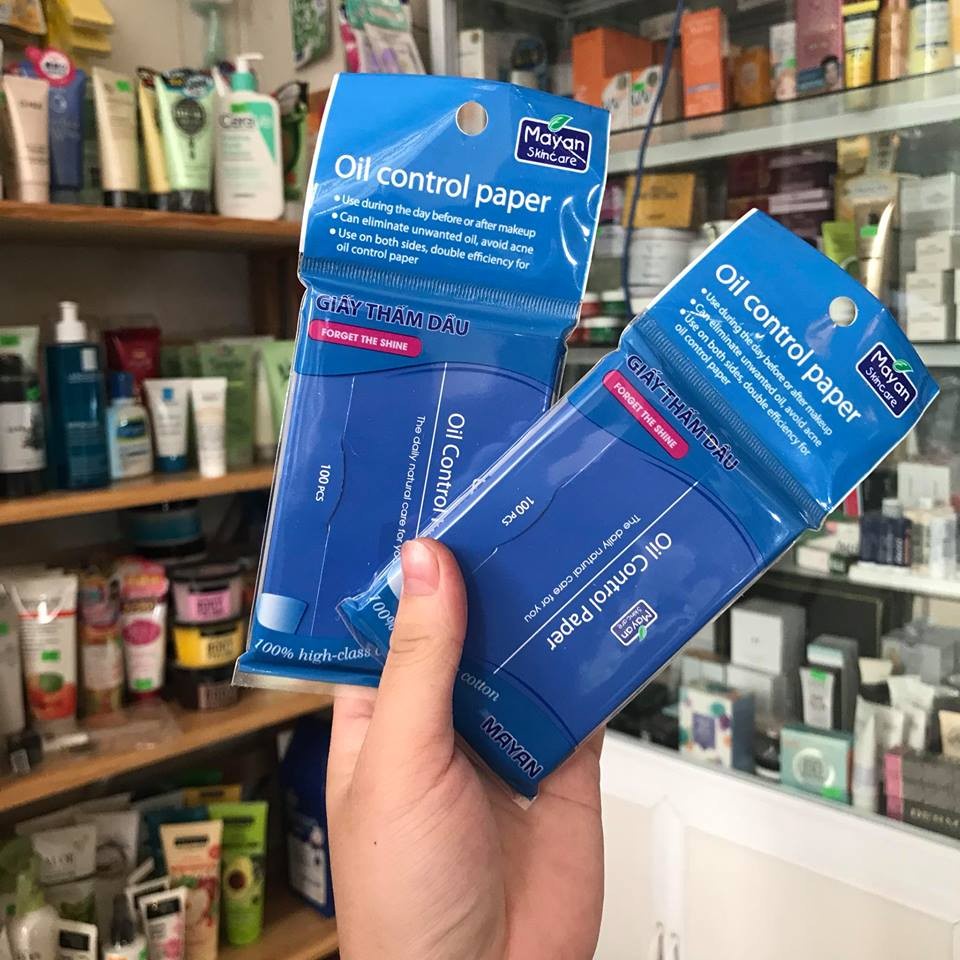 Mayan
Skincare
Oil control paper
• Use during the day before or after makeup
• Can eliminate unwanted oil, avoid acne
• Use on both sides, double efficiency for
oil control paper
GIẤY THẤM DẦU
FORGET THE SHINE
Oil Control
The daily natural care for you
100 PCS
100% high-class
Mayan
Skincare
Oil control paper
• Use during the day before or after makeup
• Can eliminate unwanted oil, avoid acne
• Use on both sides, double efficiency for
oil control paper
GIẤY THẤM DẦU
FORGET THE SHINE
Oil Control Paper
The daily natural care for you
100 PCS
Mayan
Skincare
100%
cotton
MAYAN
CeraVe